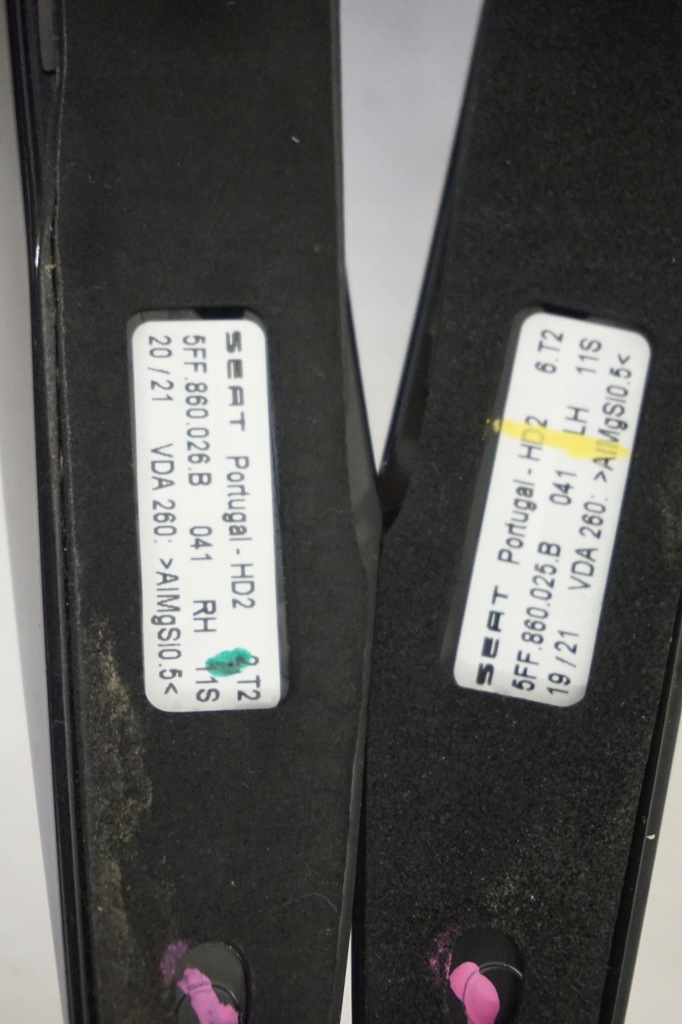 SEAT Portugal - HD2 .T2
5FF.860.026.B 041 RH 11S
20/21 VDA 260: >AlMgSi0.5<
SEAT Portugal - HD2 6.T2
5FF.860.025.B 041 LH 11S
19/21 VDA 260: >AlMgSi0.5<